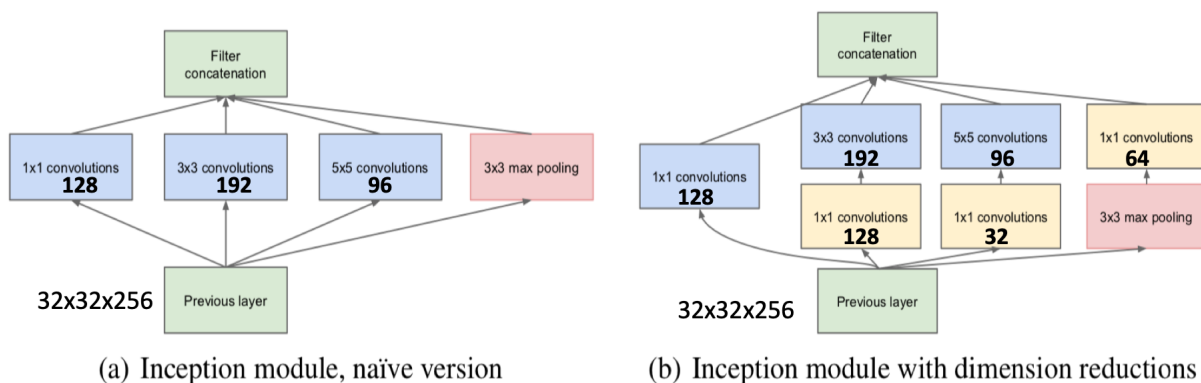 Filter
concatenation
1x1 convolutions
128
3x3 convolutions
192
5x5 convolutions
96
3x3 max pooling
32x32x256
Previous layer
(a) Inception module, naïve version
Filter
concatenation
3x3 convolutions
192
5x5 convolutions
96
1x1 convolutions
64
1x1 convolutions
128
1x1 convolutions
128
1x1 convolutions
32
3x3 max pooling
32x32x256
Previous layer
(b) Inception module with dimension reductions